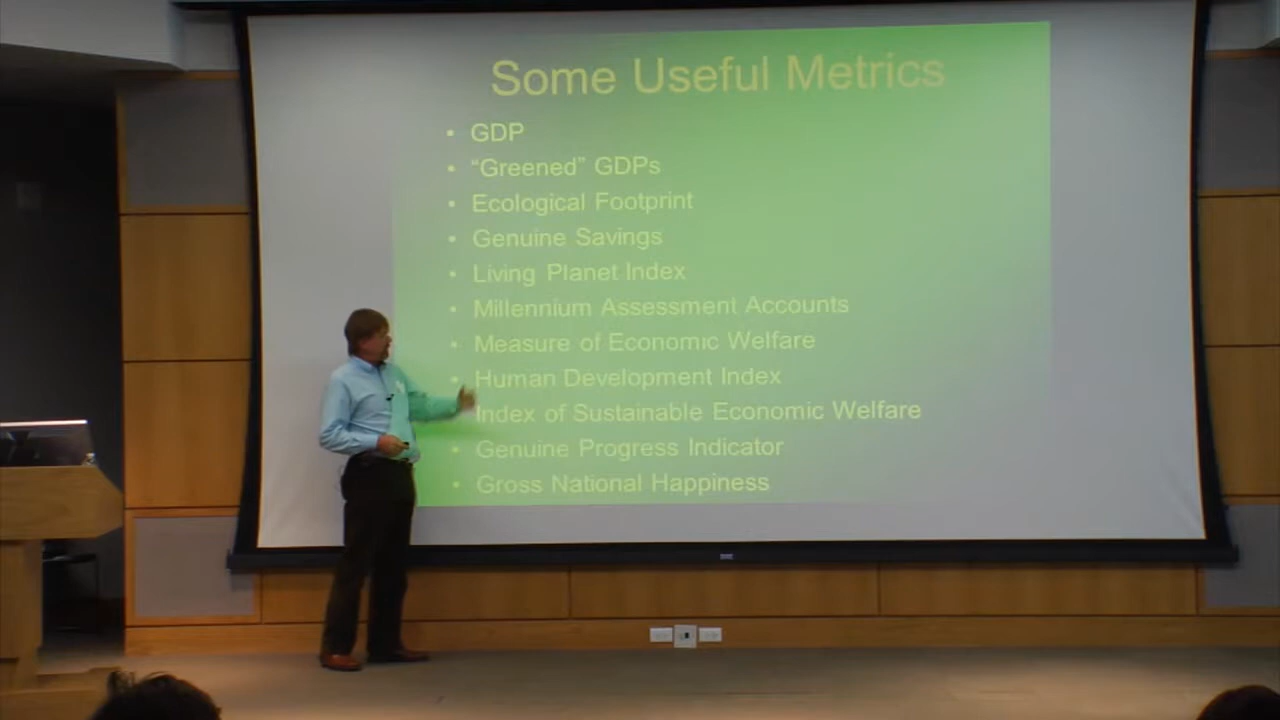 Some Useful Metrics
• GDP
• “Greened” GDPs
• Ecological Footprint
• Genuine Savings
• Living Planet Index
• Millennium Assessment Accounts
• Measure of Economic Welfare
• Human Development Index
Index of Sustainable Economic Welfare
• Genuine Progress Indicator
• Gross National Happiness